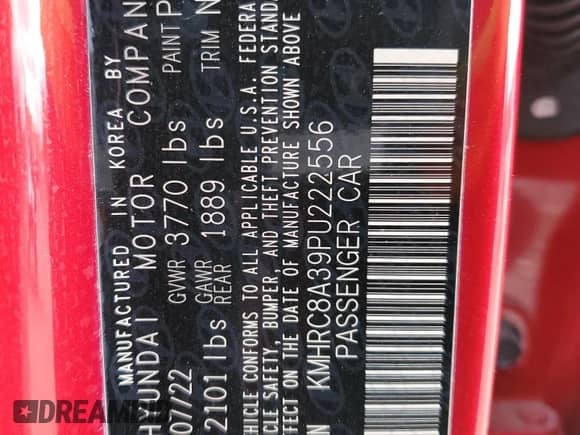 MANUFACTURED IN KOREA BY
HYUNDAI MOTOR COMPAN
07/22 GVWR 3770 lbs PAINT P
2101 lbs GAWR REAR 1889 lbs TRIM N
VEHICLE CONFORMS TO ALL APPLICABLE U.S.A. FEDERA
VEHICLE SAFETY, BUMPER, AND THEFT PREVENTION STAND
EFFECT ON THE DATE OF MANUFACTURE SHOWN ABOVE
KMHRC8A39PU222556
PASSENGER CAR
DREAMBID